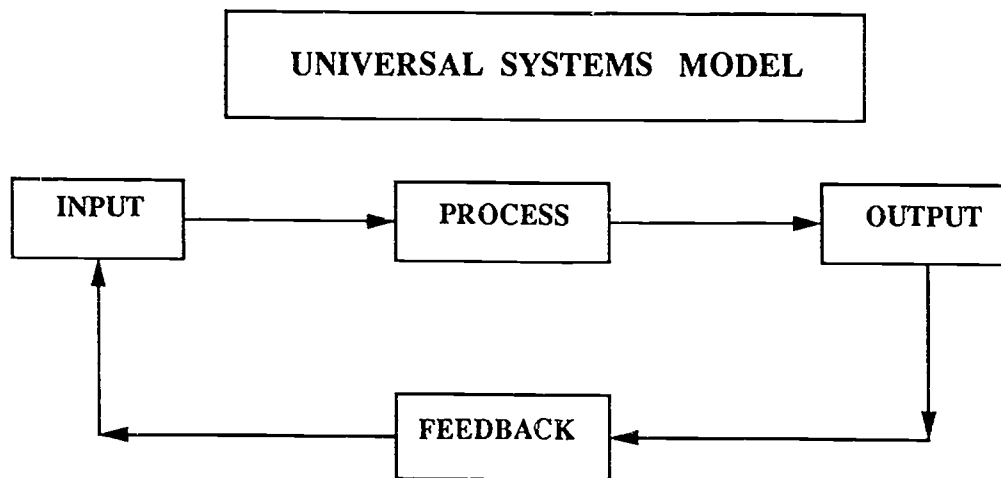 UNIVERSAL SYSTEMS MODEL
INPUT
PROCESS
OUTPUT
FEEDBACK